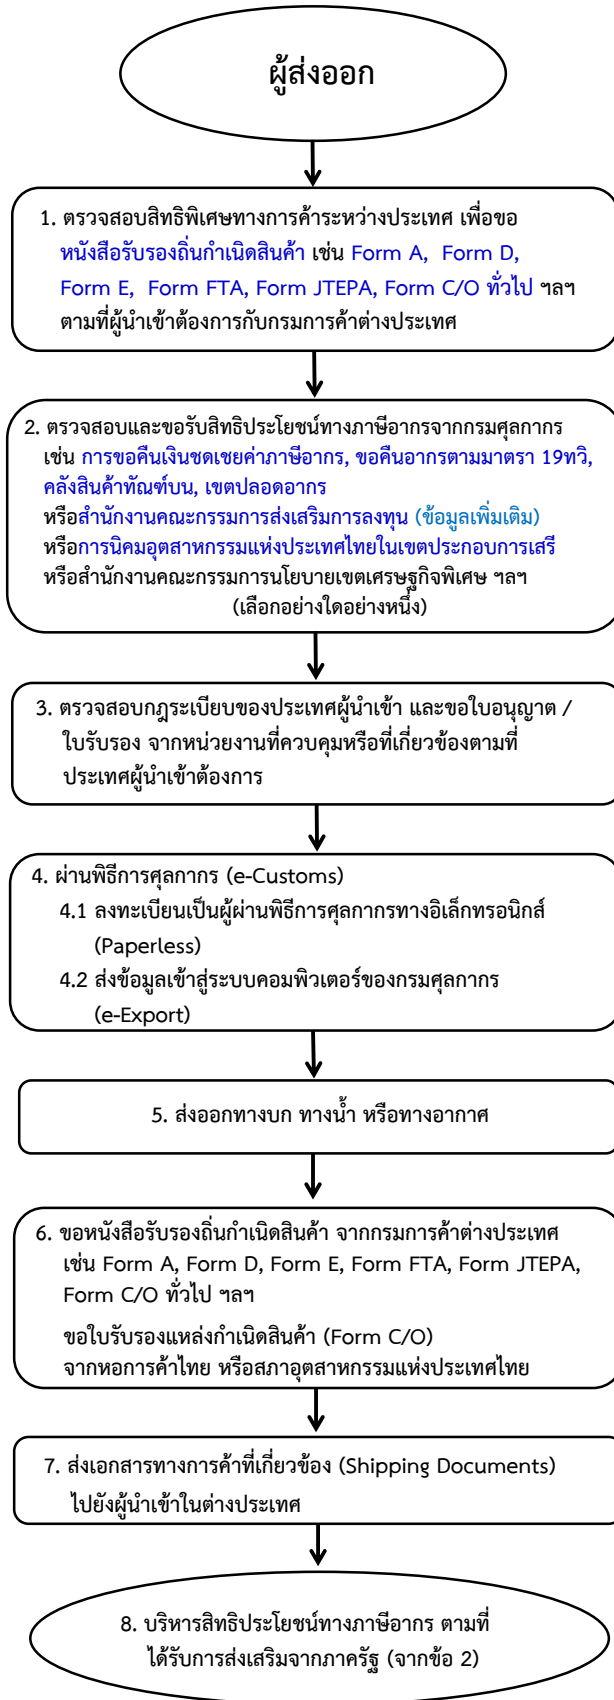 ผู้ส่งออก
1. ตรวจสอบสิทธิพิเศษทางการค้าระหว่างประเทศ เพื่อขอ
หนังสือรับรองถิ่นกำเนิดสินค้า เช่น Form A, Form D,
Form E, Form FTA, Form JTEPA, Form C/O ทั่วไป ฯลฯ
ตามที่ผู้นำเข้าต้องการกับกรมการค้าต่างประเทศ
2. ตรวจสอบและขอรับสิทธิประโยชน์ทางภาษีอากรจากกรมศุลกากร
เช่น การขอคืนเงินชดเชยค่าภาษีอากร, ขอคืนอากรตามมาตรา 19ทวิ,
คลังสินค้าทัณฑ์บน, เขตปลอดอากร
หรือสำนักงานคณะกรรมการส่งเสริมการลงทุน (ข้อมูลเพิ่มเติม)
หรือการนิคมอุตสาหกรรมแห่งประเทศไทยในเขตประกอบการเสรี
หรือสำนักงานคณะกรรมการนโยบายเขตเศรษฐกิจพิเศษ ฯลฯ
(เลือกอย่างใดอย่างหนึ่ง)
3. ตรวจสอบกฎระเบียบของประเทศผู้นำเข้า และขอใบอนุญาต /
ใบรับรอง จากหน่วยงานที่ควบคุมหรือที่เกี่ยวข้องตามที่
ประเทศผู้นำเข้าต้องการ
4. ผ่านพิธีการศุลกากร (e-Customs)
4.1 ลงทะเบียนเป็นผู้ผ่านพิธีการศุลกากรทางอิเล็กทรอนิกส์
(Paperless)
4.2 ส่งข้อมูลเข้าสู่ระบบคอมพิวเตอร์ของกรมศุลกากร
(e-Export)
5. ส่งออกทางบก ทางน้ำ หรือทางอากาศ
6. ขอหนังสือรับรองถิ่นกำเนิดสินค้า จากกรมการค้าต่างประเทศ
เช่น Form A, Form D, Form E, Form FTA, Form JTEPA,
Form C/O ทั่วไป ฯลฯ
ขอใบรับรองแหล่งกำเนิดสินค้า (Form C/O)
จากหอการค้าไทย หรือสภาอุตสาหกรรมแห่งประเทศไทย
7. ส่งเอกสารทางการค้าที่เกี่ยวข้อง (Shipping Documents)
ไปยังผู้นำเข้าในต่างประเทศ
8. บริหารสิทธิประโยชน์ทางภาษีอากร ตามที่
ได้รับการส่งเสริมจากภาครัฐ (จากข้อ 2)